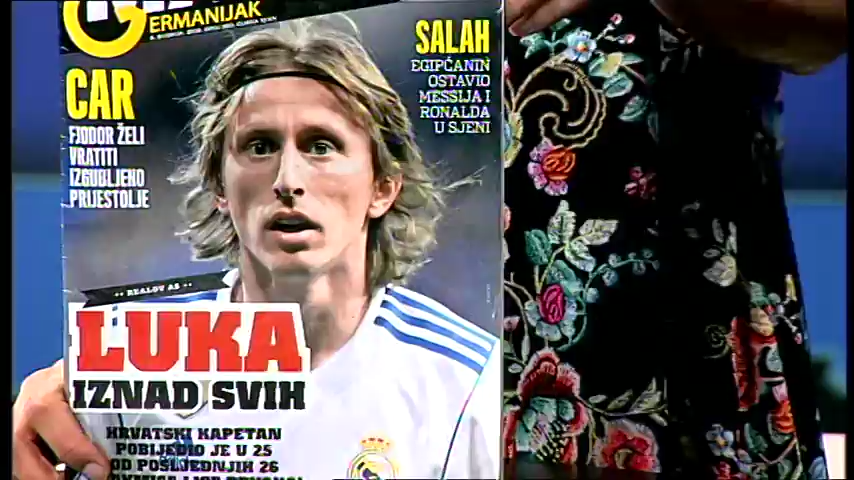 ERMANIJAK
CAR
FJODOR ŽELI
VRATITI
IZGUBLJENO
PRIJESTOLJE
SALAH
EGIPĆANIN
OSTAVIO
MESSIJA I
RONALDA
U SJENI
REALOV AS
LUKA
IZNAD SVIH
HRVATSKI KAPETAN
POBIJEDIO JE U 25
OD POSLJEDNJIH 26